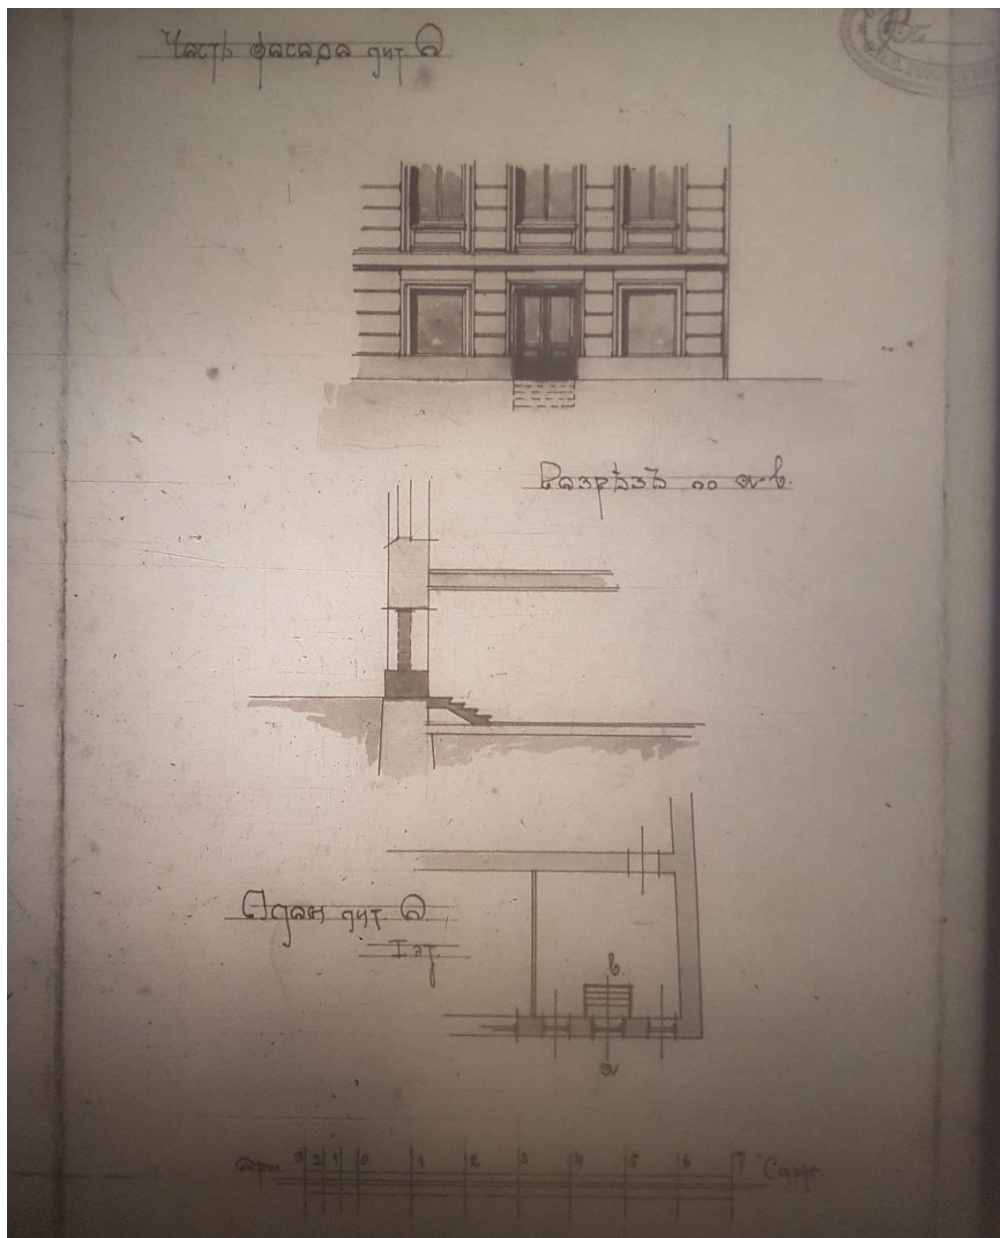 Часть фасада лит. А
Разрѣзъ по а-б.
Планъ лит. А
I эт.
б.
а
Арш. 3 2 1 0 1 2 3 4 5 6 7 Саж.